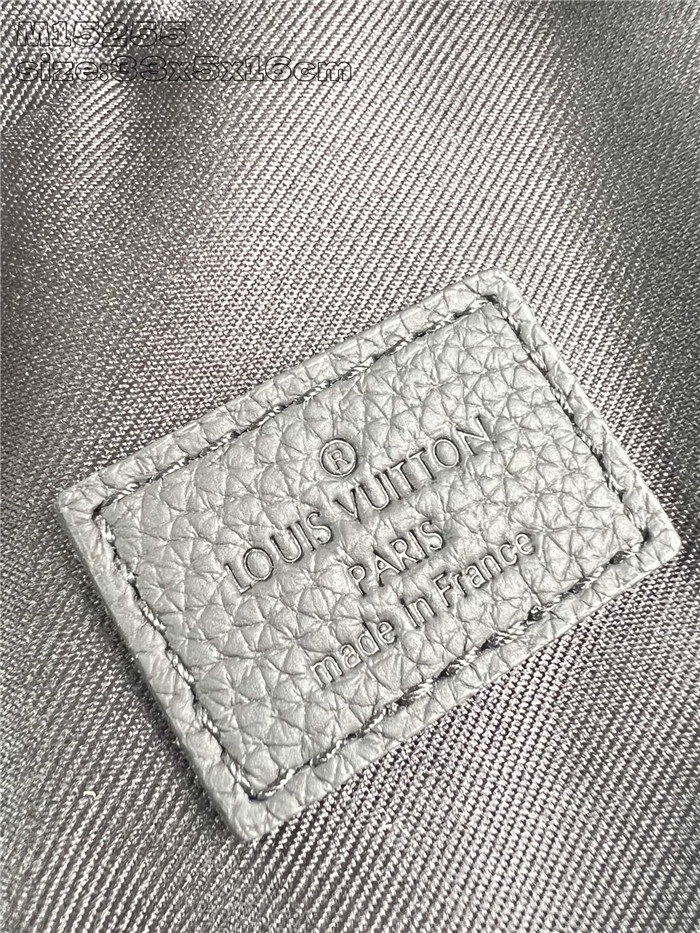 M15255
size:33x5x16cm
®
LOUIS VUITTON
PARIS
made in France